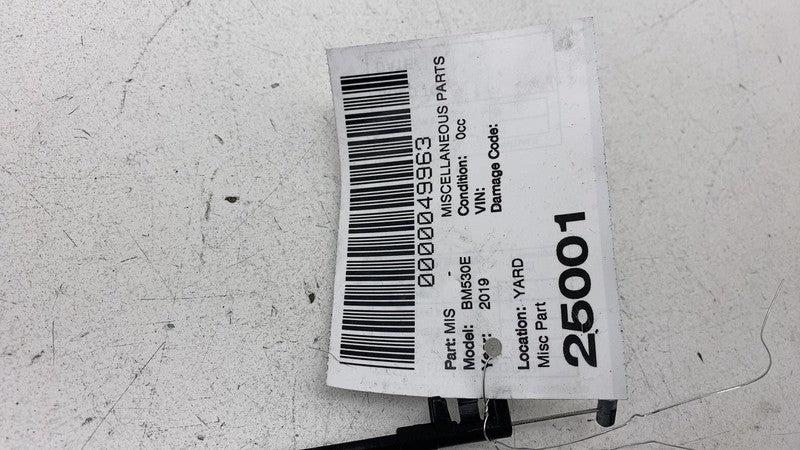 0000049963
Part: MIS - MISCELLANEOUS PARTS
Model: BM530E Condition: 0cc
Year: 2019 VIN:
Damage Code:
Location: YARD
Misc Part
25001